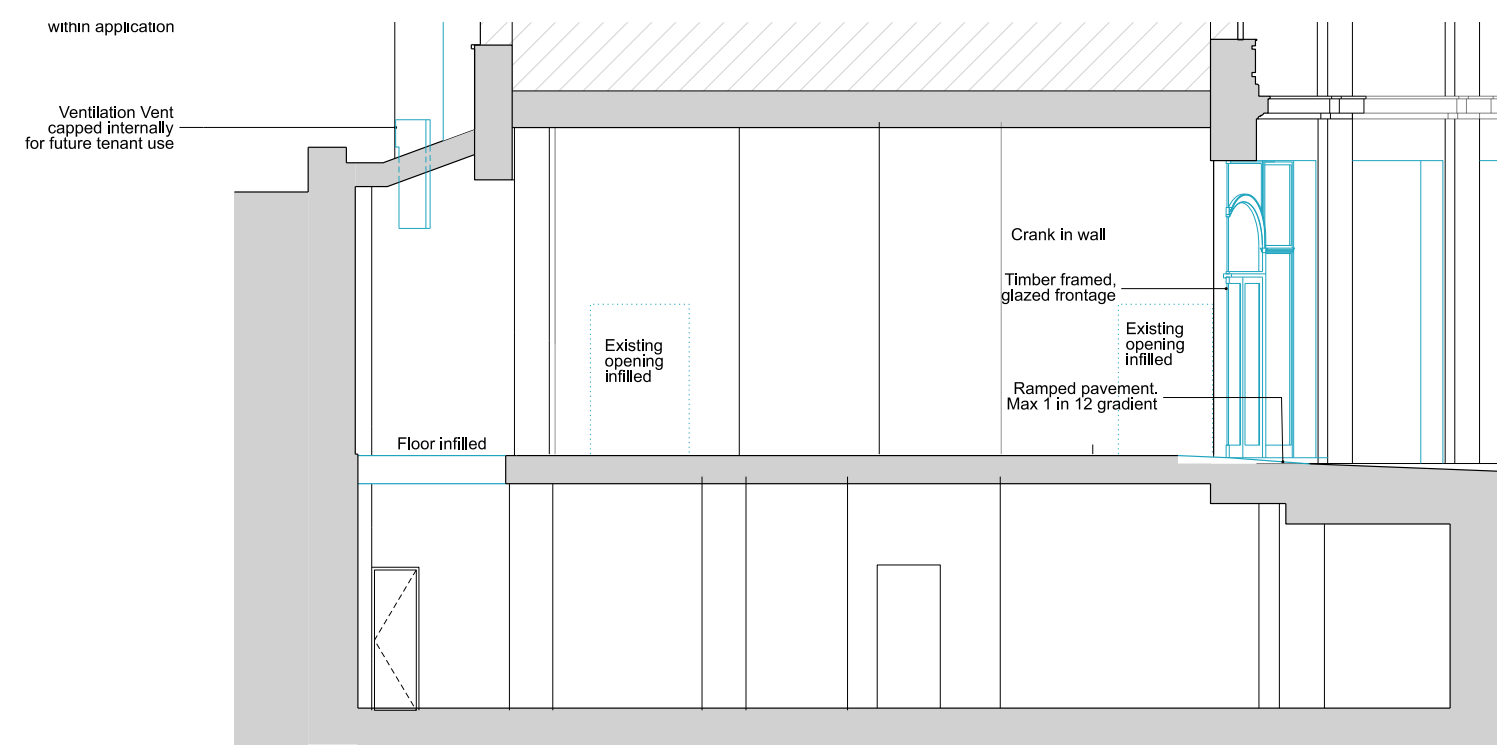 within application
Ventilation Vent
capped internally
for future tenant use
Crank in wall
Timber framed,
glazed frontage
Existing
opening
infilled
Existing
opening
infilled
Ramped pavement.
Max 1 in 12 gradient
Floor infilled